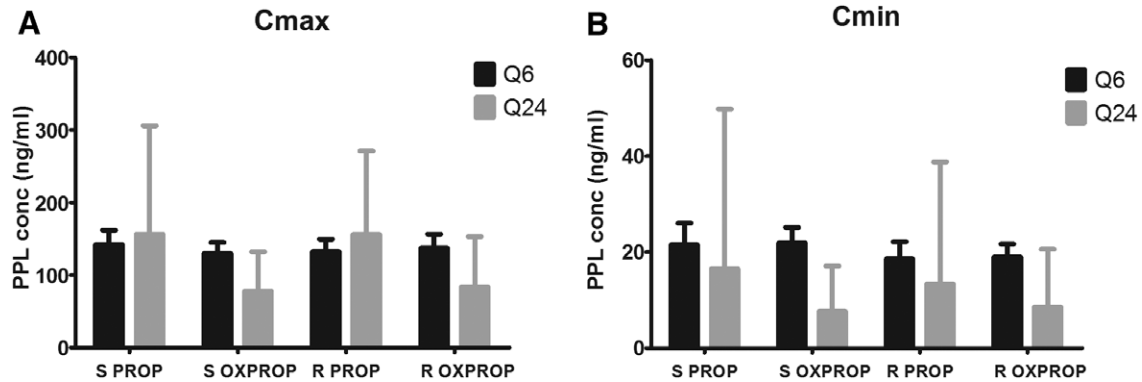 A
Cmax
PPL conc (ng/ml)
400
300
200
100
0
Q6
Q24
S PROP
S OXPROP
R PROP
R OXPROP
B
Cmin
PPL conc (ng/ml)
60
40
20
0
Q6
Q24
S PROP
S OXPROP
R PROP
R OXPROP